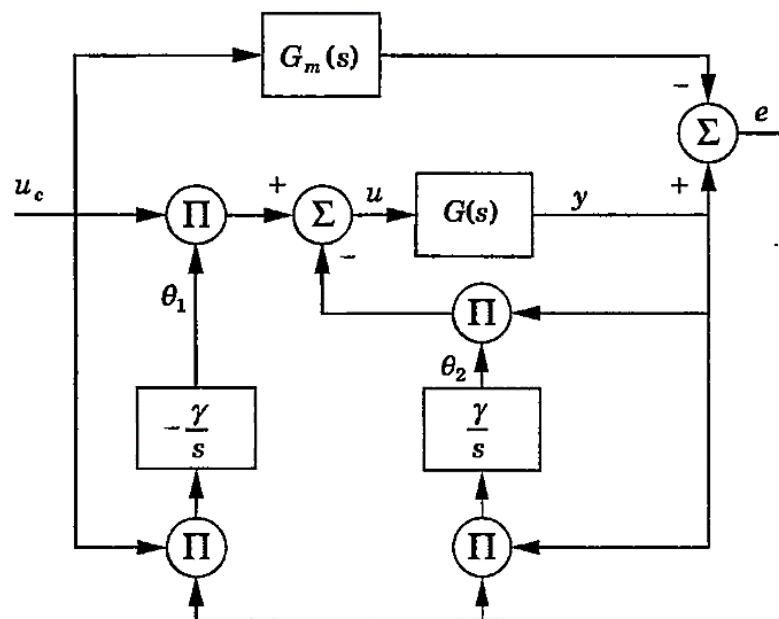 G_m(s)
-
e
Σ
+
u_c
Π
+
Σ
u
G(s)
y
-
θ_1
Π
θ_2
-γ/s
γ/s
Π
Π